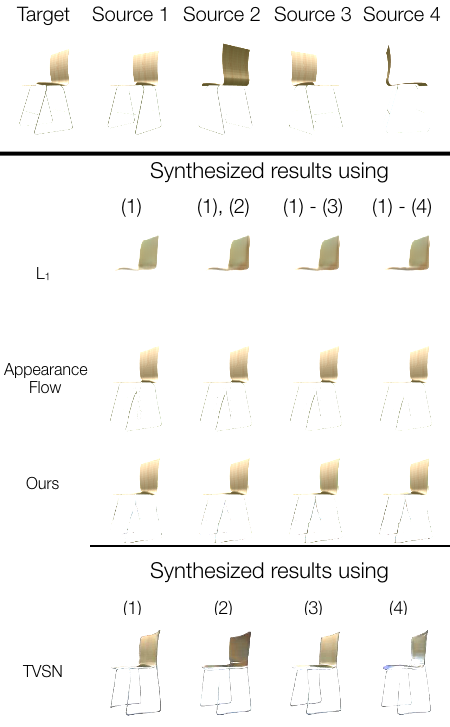 Target Source 1 Source 2 Source 3 Source 4
Synthesized results using
(1) (1), (2) (1) - (3) (1) - (4)
L₁
Appearance
Flow
Ours
Synthesized results using
(1) (2) (3) (4)
TVSN